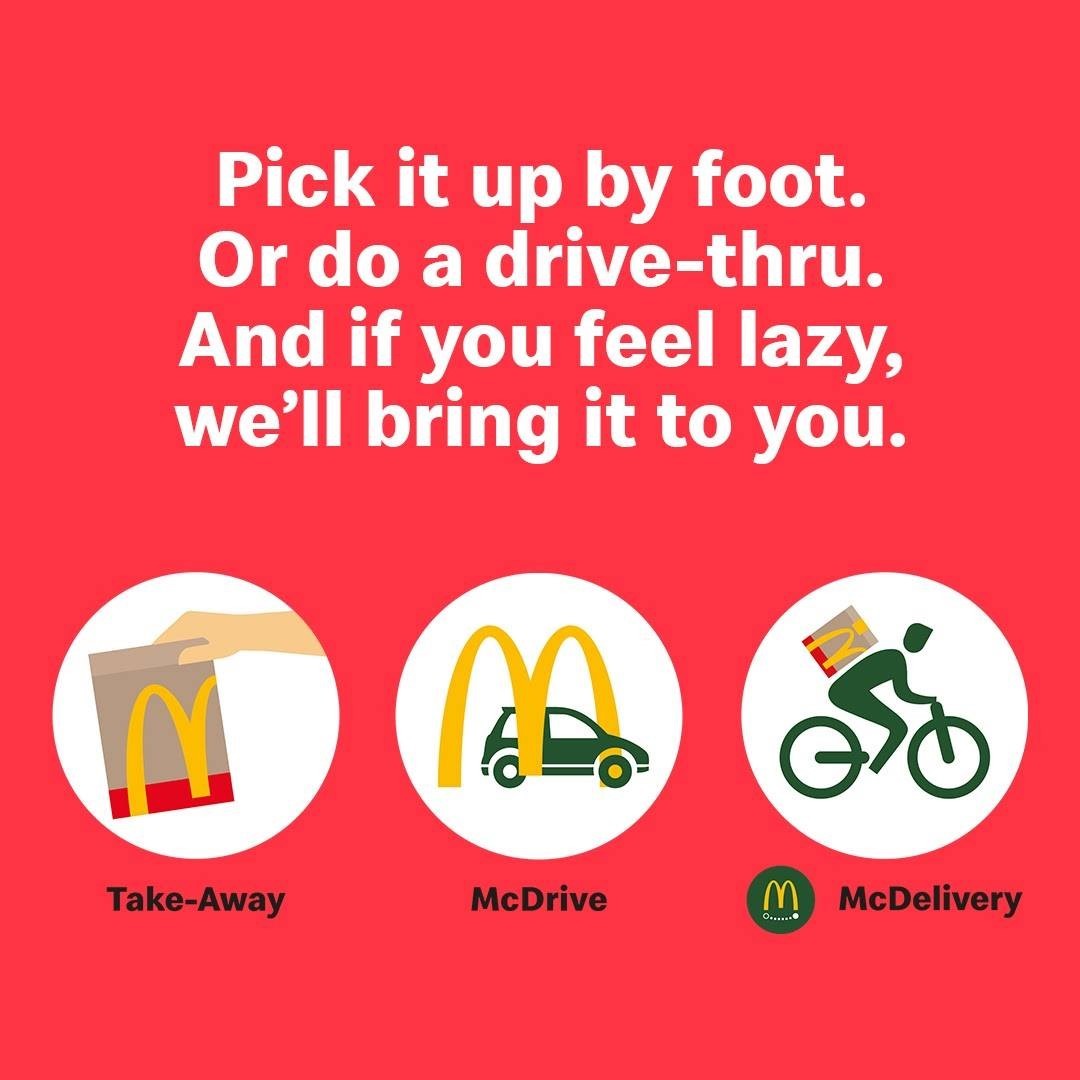 Pick it up by foot.
Or do a drive-thru.
And if you feel lazy,
we’ll bring it to you.
Take-Away
McDrive
McDelivery